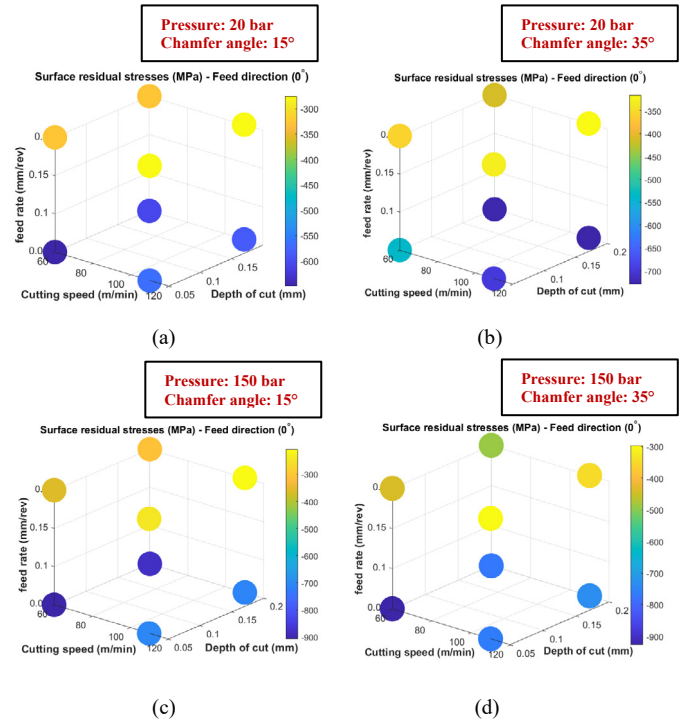 Pressure: 20 bar
Chamfer angle: 15°
Surface residual stresses (MPa) - Feed direction (0°)
-300
-350
-400
-450
-500
-550
-600
0.15
0.1
feed rate (mm/rev)
60
80
100
120
Cutting speed (m/min)
0.05
0.1
0.15
Depth of cut (mm)
(a)
Pressure: 20 bar
Chamfer angle: 35°
Surface residual stresses (MPa) - Feed direction (0°)
-350
-400
-450
-500
-550
-600
-650
-700
0.15
0.1
feed rate (mm/rev)
60
80
100
120
Cutting speed (m/min)
0.05
0.1
0.15
0.2
Depth of cut (mm)
(b)
Pressure: 150 bar
Chamfer angle: 15°
Surface residual stresses (MPa) - Feed direction (0°)
-300
-400
-500
-600
-700
-800
-900
0.15
0.1
feed rate (mm/rev)
60
80
100
120
Cutting speed (m/min)
0.05
0.1
0.15
0.2
Depth of cut (mm)
(c)
Pressure: 150 bar
Chamfer angle: 35°
Surface residual stresses (MPa) - Feed direction (0°)
-300
-400
-500
-600
-700
-800
-900
0.15
0.1
feed rate (mm/rev)
60
80
100
120
Cutting speed (m/min)
0.05
0.1
0.15
0.2
Depth of cut (mm)
(d)